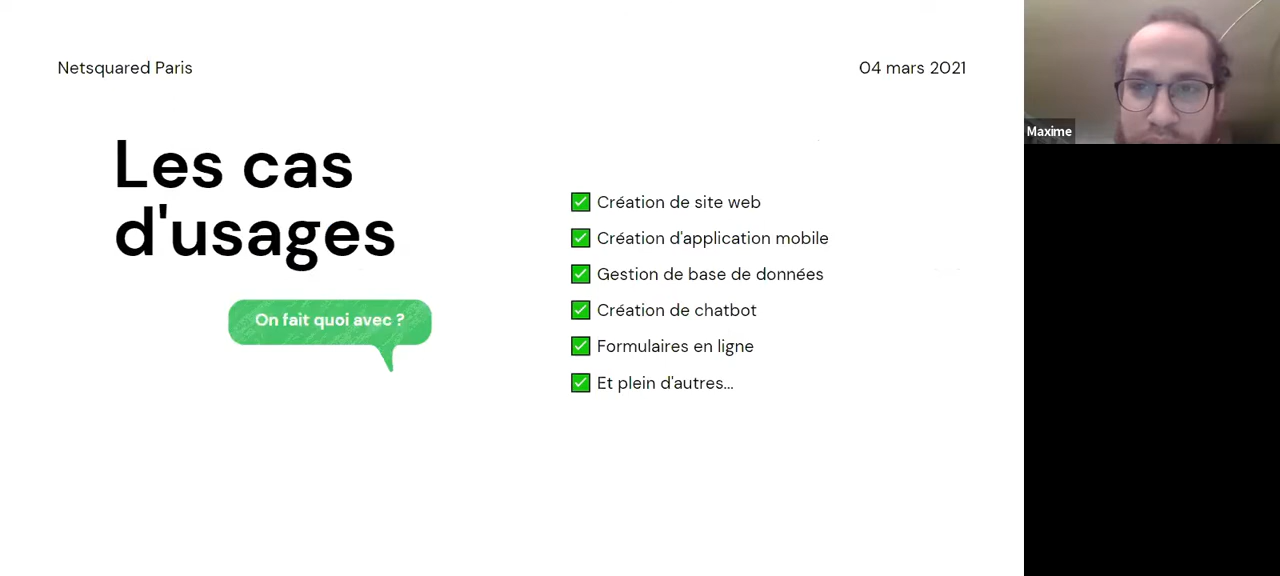 Netsquared Paris
04 mars 2021
Les cas
d'usages
On fait quoi avec ?
Création de site web
Création d'application mobile
Gestion de base de données
Création de chatbot
Formulaires en ligne
Et plein d'autres...
Maxime